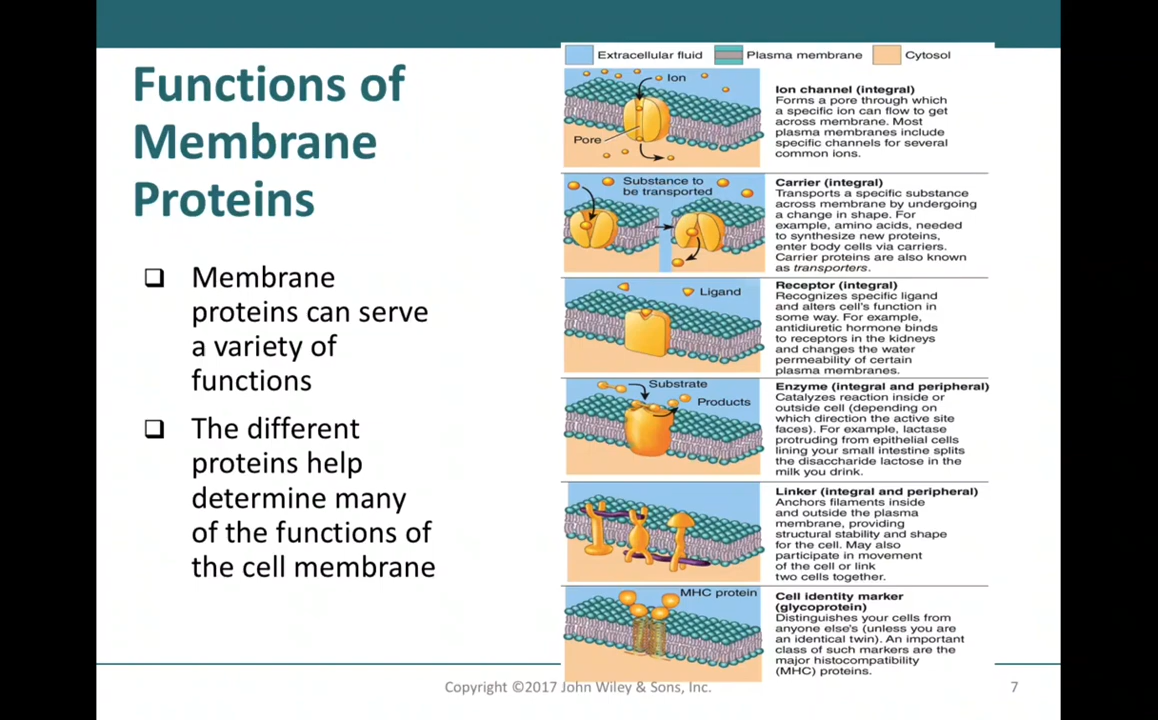 Functions of
Membrane
Proteins
❑ Membrane
proteins can serve
a variety of
functions
❑ The different
proteins help
determine many
of the functions of
the cell membrane
Extracellular fluid
Plasma membrane
Cytosol
Ion
Pore
Ion channel (integral)
Forms a pore through which
a specific ion can flow to get
across membrane. Most
plasma membranes include
specific channels for several
common ions.
Substance to
be transported
Carrier (integral)
Transports a specific substance
across membrane by undergoing
a change in shape. For
example, amino acids, needed
to synthesize new proteins,
enter body cells via carriers.
Carrier proteins are also known
as transporters.
Ligand
Receptor (integral)
Recognizes specific ligand
and alters cell's function in
some way. For example,
antidiuretic hormone binds
to receptors in the kidneys
and changes the water
permeability of certain
plasma membranes.
Substrate
Products
Enzyme (integral and peripheral)
Catalyzes reaction inside or
outside cell (depending on
which direction the active site
faces). For example, lactase
protruding from epithelial cells
lining your small intestine splits
the disaccharide lactose in the
milk you drink.
Linker (integral and peripheral)
Anchors filaments inside
and outside the plasma
membrane, providing
structural stability and shape
for the cell. May also
participate in movement
of the cell or link
two cells together.
MHC protein
Cell identity marker
(glycoprotein)
Distinguishes your cells from
anyone else's (unless you are
an identical twin). An important
class of such markers are the
major histocompatibility
(MHC) proteins.
Copyright ©2017 John Wiley & Sons, Inc.
7